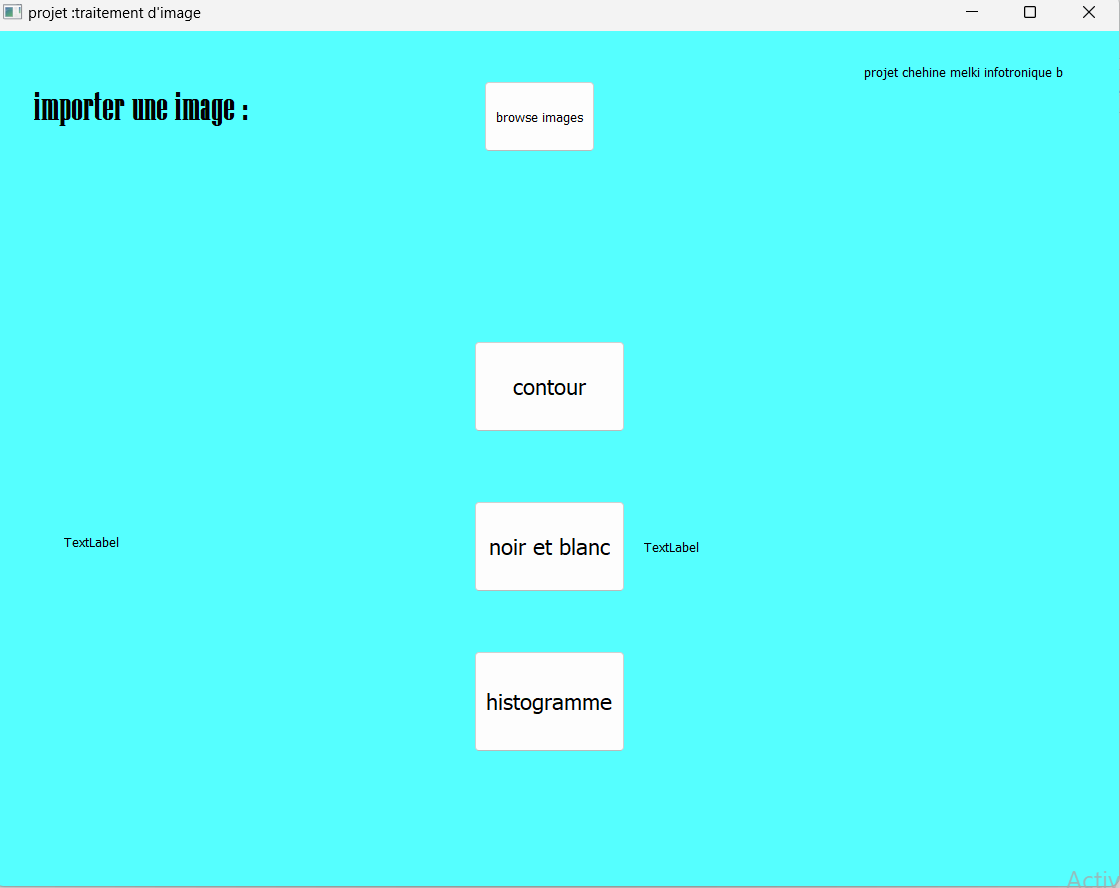 projet :traitement d'image
projet chehine melki infotronique b
importer une image :
browse images
contour
TextLabel
noir et blanc
TextLabel
histogramme
Activ